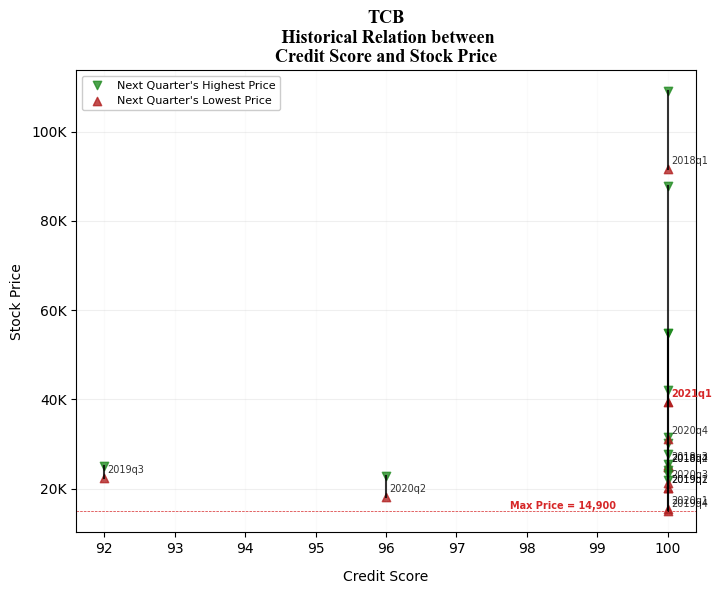 TCB
Historical Relation between
Credit Score and Stock Price
Next Quarter's Highest Price
Next Quarter's Lowest Price
100K
80K
60K
40K
20K
Stock Price
2018q1
2021q1
2020q4
2020q3
2019q3
2020q2
2020q1
2019q4
Max Price = 14,900
92
93
94
95
96
97
98
99
100
Credit Score